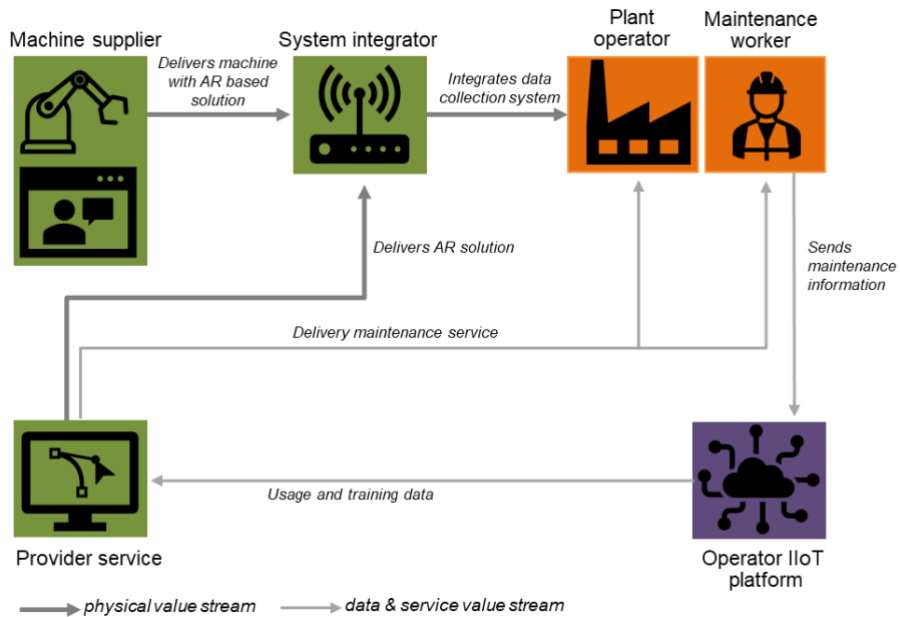 Machine supplier
System integrator
Plant
operator
Maintenance
worker
Delivers machine
with AR based
solution
Integrates data
collection system
Delivers AR solution
Sends
maintenance
information
Delivery maintenance service
Usage and training data
Provider service
Operator IIoT
platform
physical value stream
data & service value stream